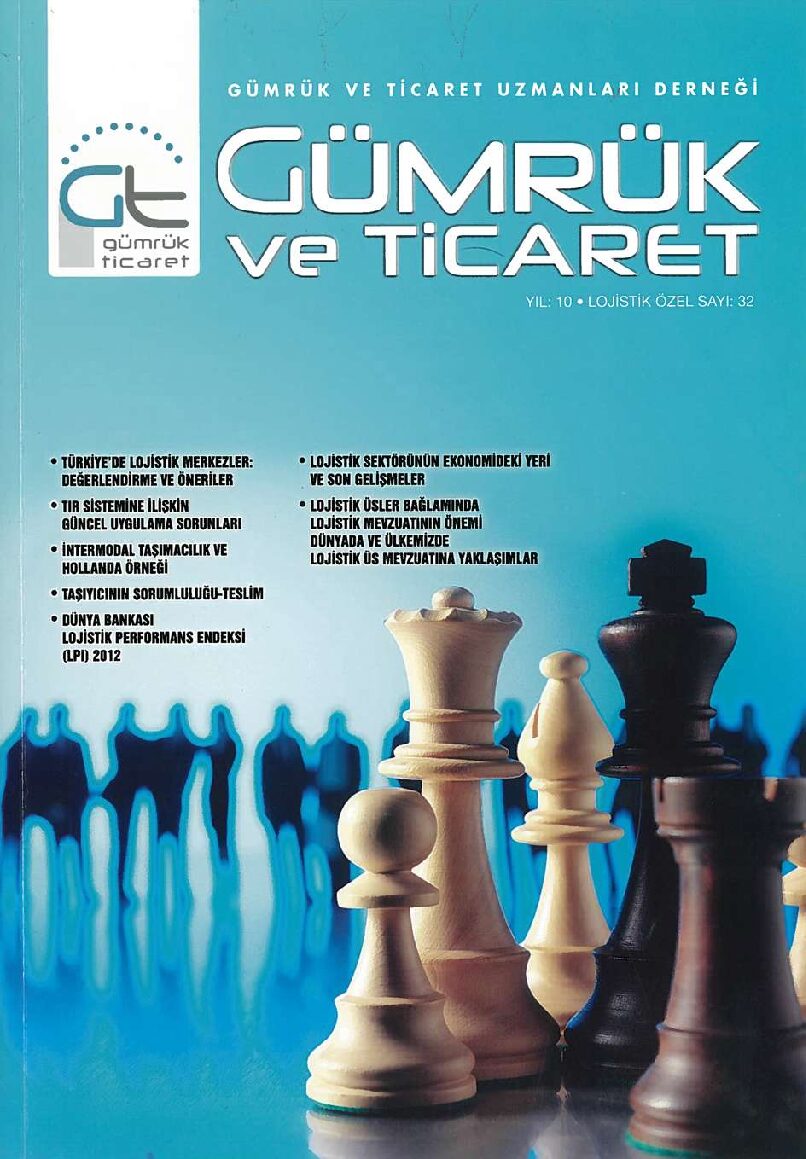 GÜMRÜK VE TİCARET UZMANLARI DERNEĞİ
GÜMRÜK
ve TiCARET
Gt
gümrük
ticaret
YIL: 10 • LOJİSTİK ÖZEL SAYI: 32
• TÜRKİYE'DE LOJİSTİK MERKEZLER:
DEĞERLENDİRME VE ÖNERİLER
• TIR SİSTEMİNE İLİŞKİN
GÜNCEL UYGULAMA SORUNLARI
• İNTERMODAL TAŞIMACILIK VE
HOLLANDA ÖRNEĞİ
• TAŞIYICININ SORUMLULUĞU-TESLİM
• DÜNYA BANKASI
LOJİSTİK PERFORMANS ENDEKSİ
(LPI) 2012
• LOJİSTİK SEKTÖRÜNÜN EKONOMİDEKİ YERİ
VE SON GELİŞMELER
• LOJİSTİK ÜSLER BAĞLAMINDA
LOJİSTİK MEVZUATININ ÖNEMİ
DÜNYADA VE ÜLKEMİZDE
LOJİSTİK ÜS MEVZUATINA YAKLAŞIMLAR